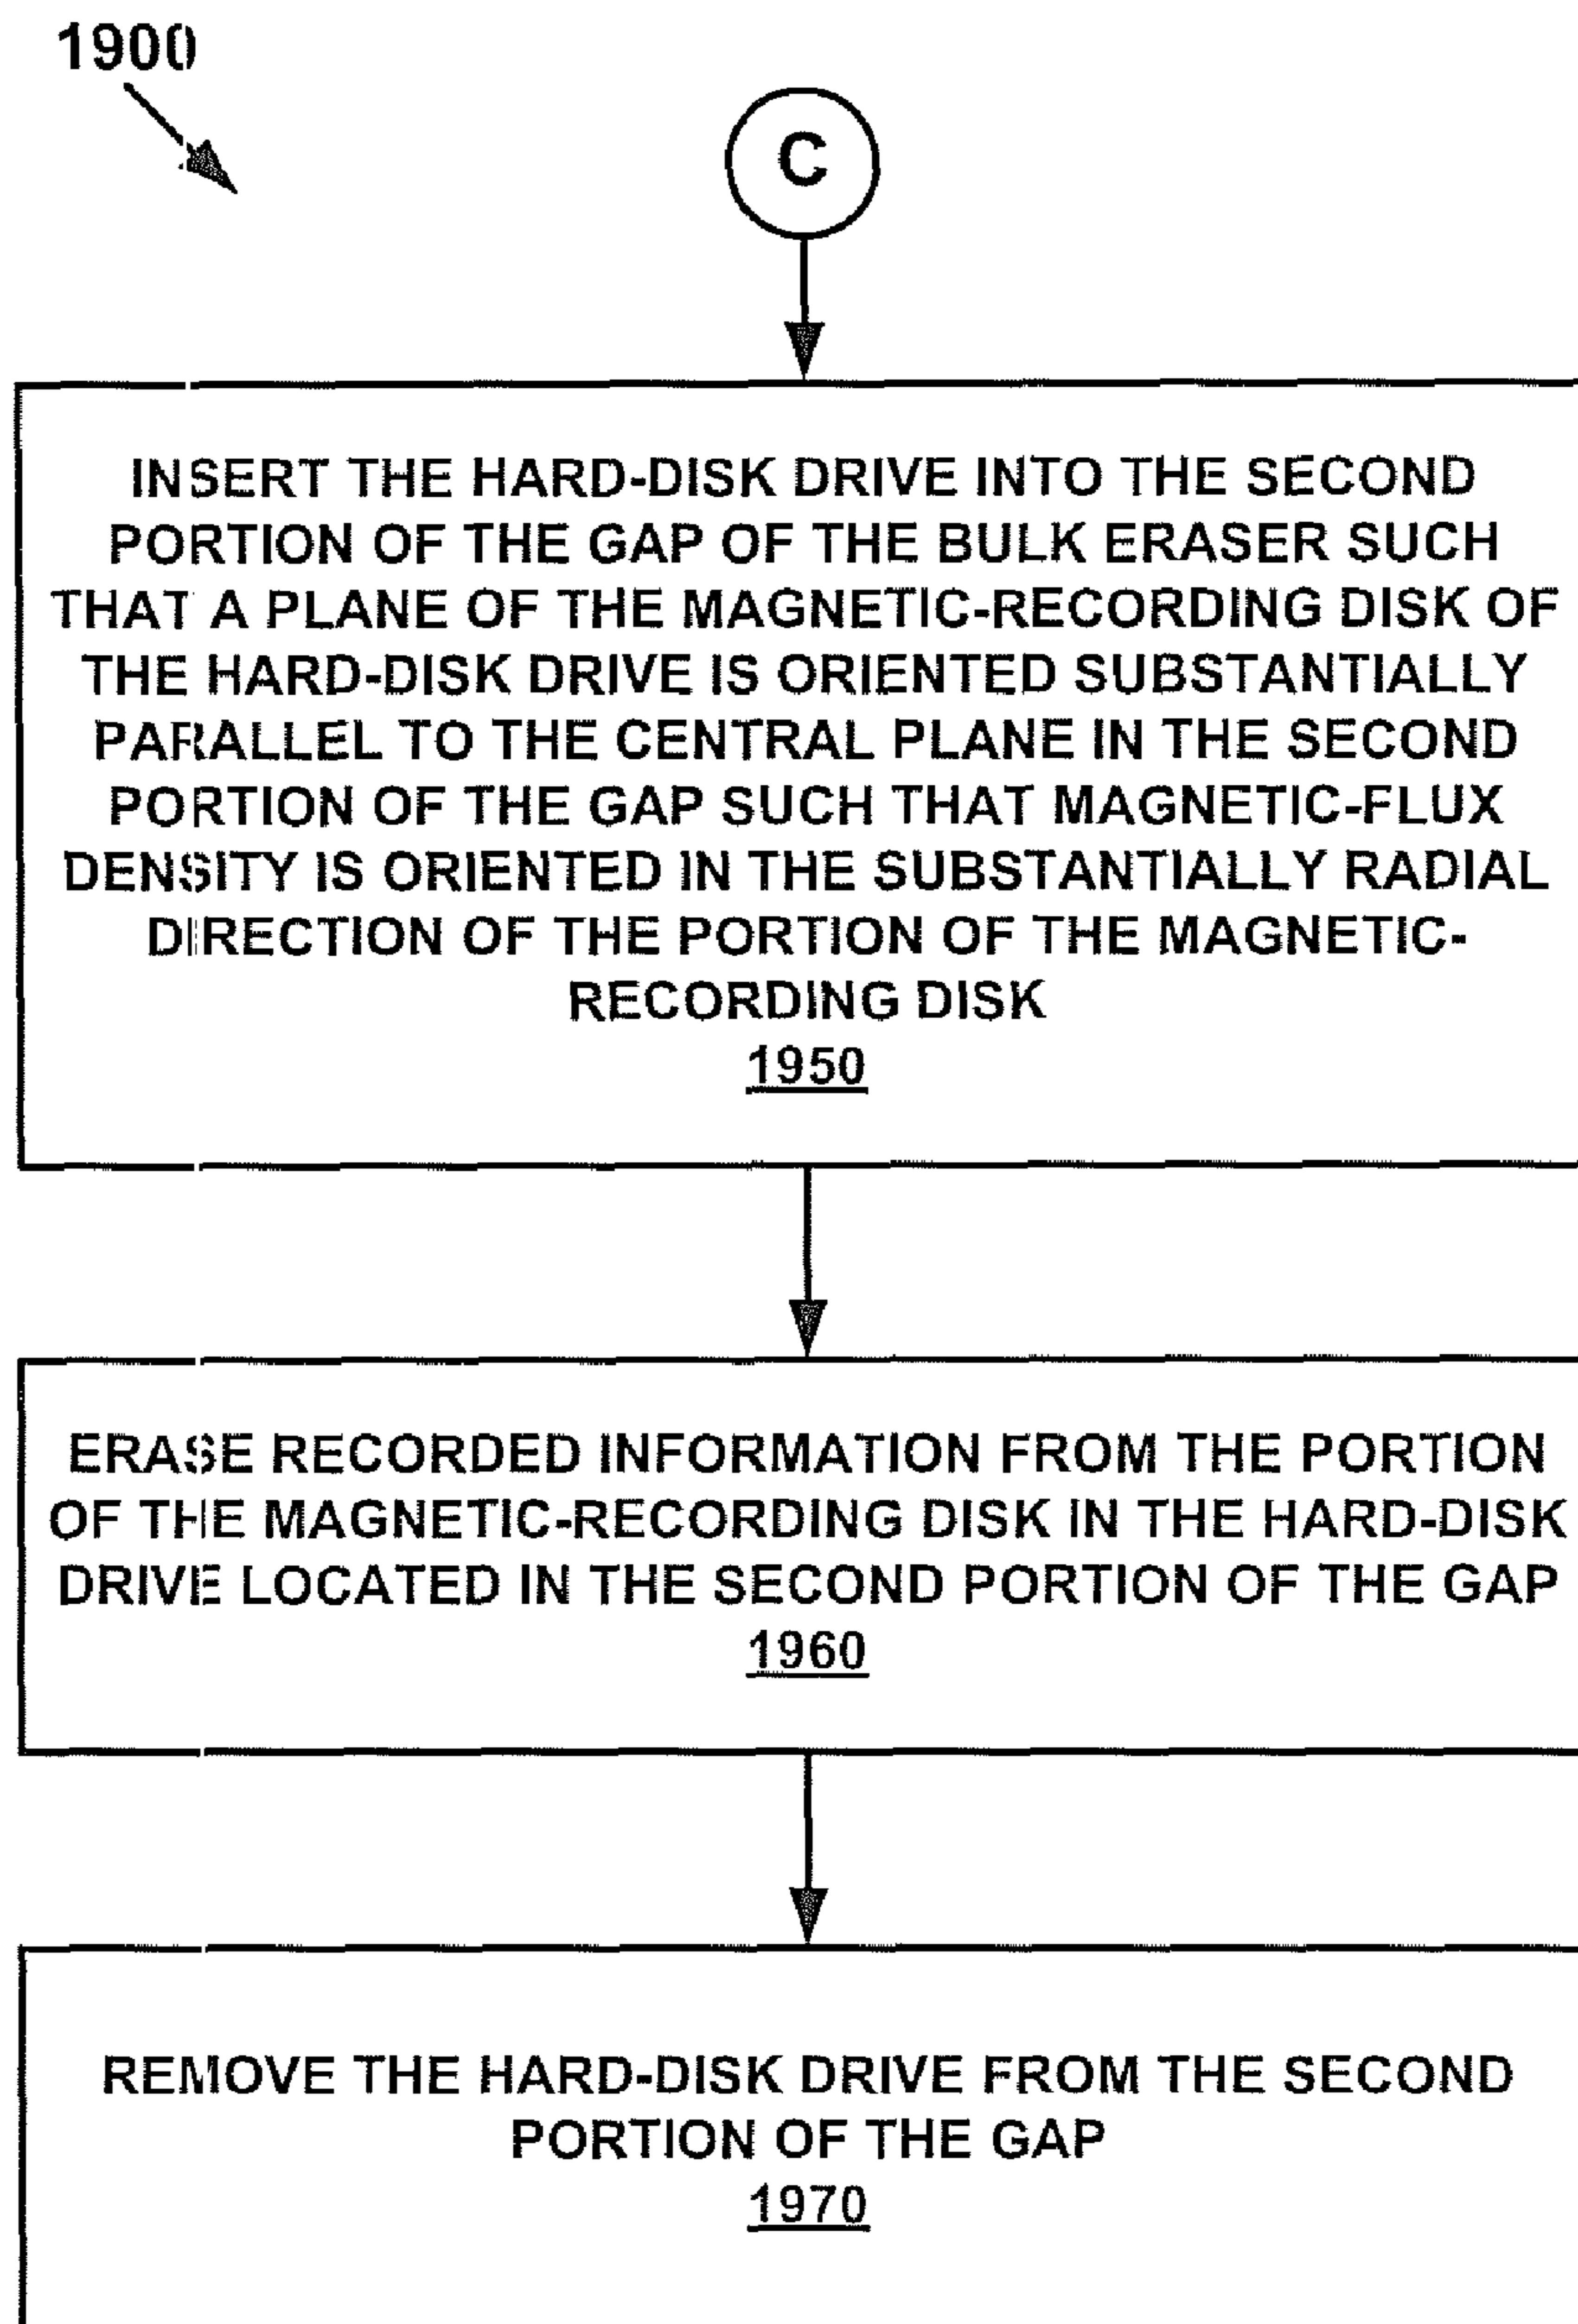 1900
C
INSERT THE HARD-DISK DRIVE INTO THE SECOND
PORTION OF THE GAP OF THE BULK ERASER SUCH
THAT A PLANE OF THE MAGNETIC-RECORDING DISK OF
THE HARD-DISK DRIVE IS ORIENTED SUBSTANTIALLY
PARALLEL TO THE CENTRAL PLANE IN THE SECOND
PORTION OF THE GAP SUCH THAT MAGNETIC-FLUX
DENSITY IS ORIENTED IN THE SUBSTANTIALLY RADIAL
DIRECTION OF THE PORTION OF THE MAGNETIC-
RECORDING DISK
1950
ERASE RECORDED INFORMATION FROM THE PORTION
OF THE MAGNETIC-RECORDING DISK IN THE HARD-DISK
DRIVE LOCATED IN THE SECOND PORTION OF THE GAP
1960
REMOVE THE HARD-DISK DRIVE FROM THE SECOND
PORTION OF THE GAP
1970